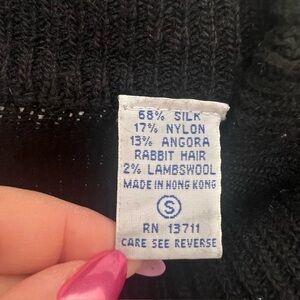 68% SILK
17% NYLON
13% ANGORA
RABBIT HAIR
2% LAMBSWOOL
MADE IN HONG KONG
S
RN 13711
CARE SEE REVERSE